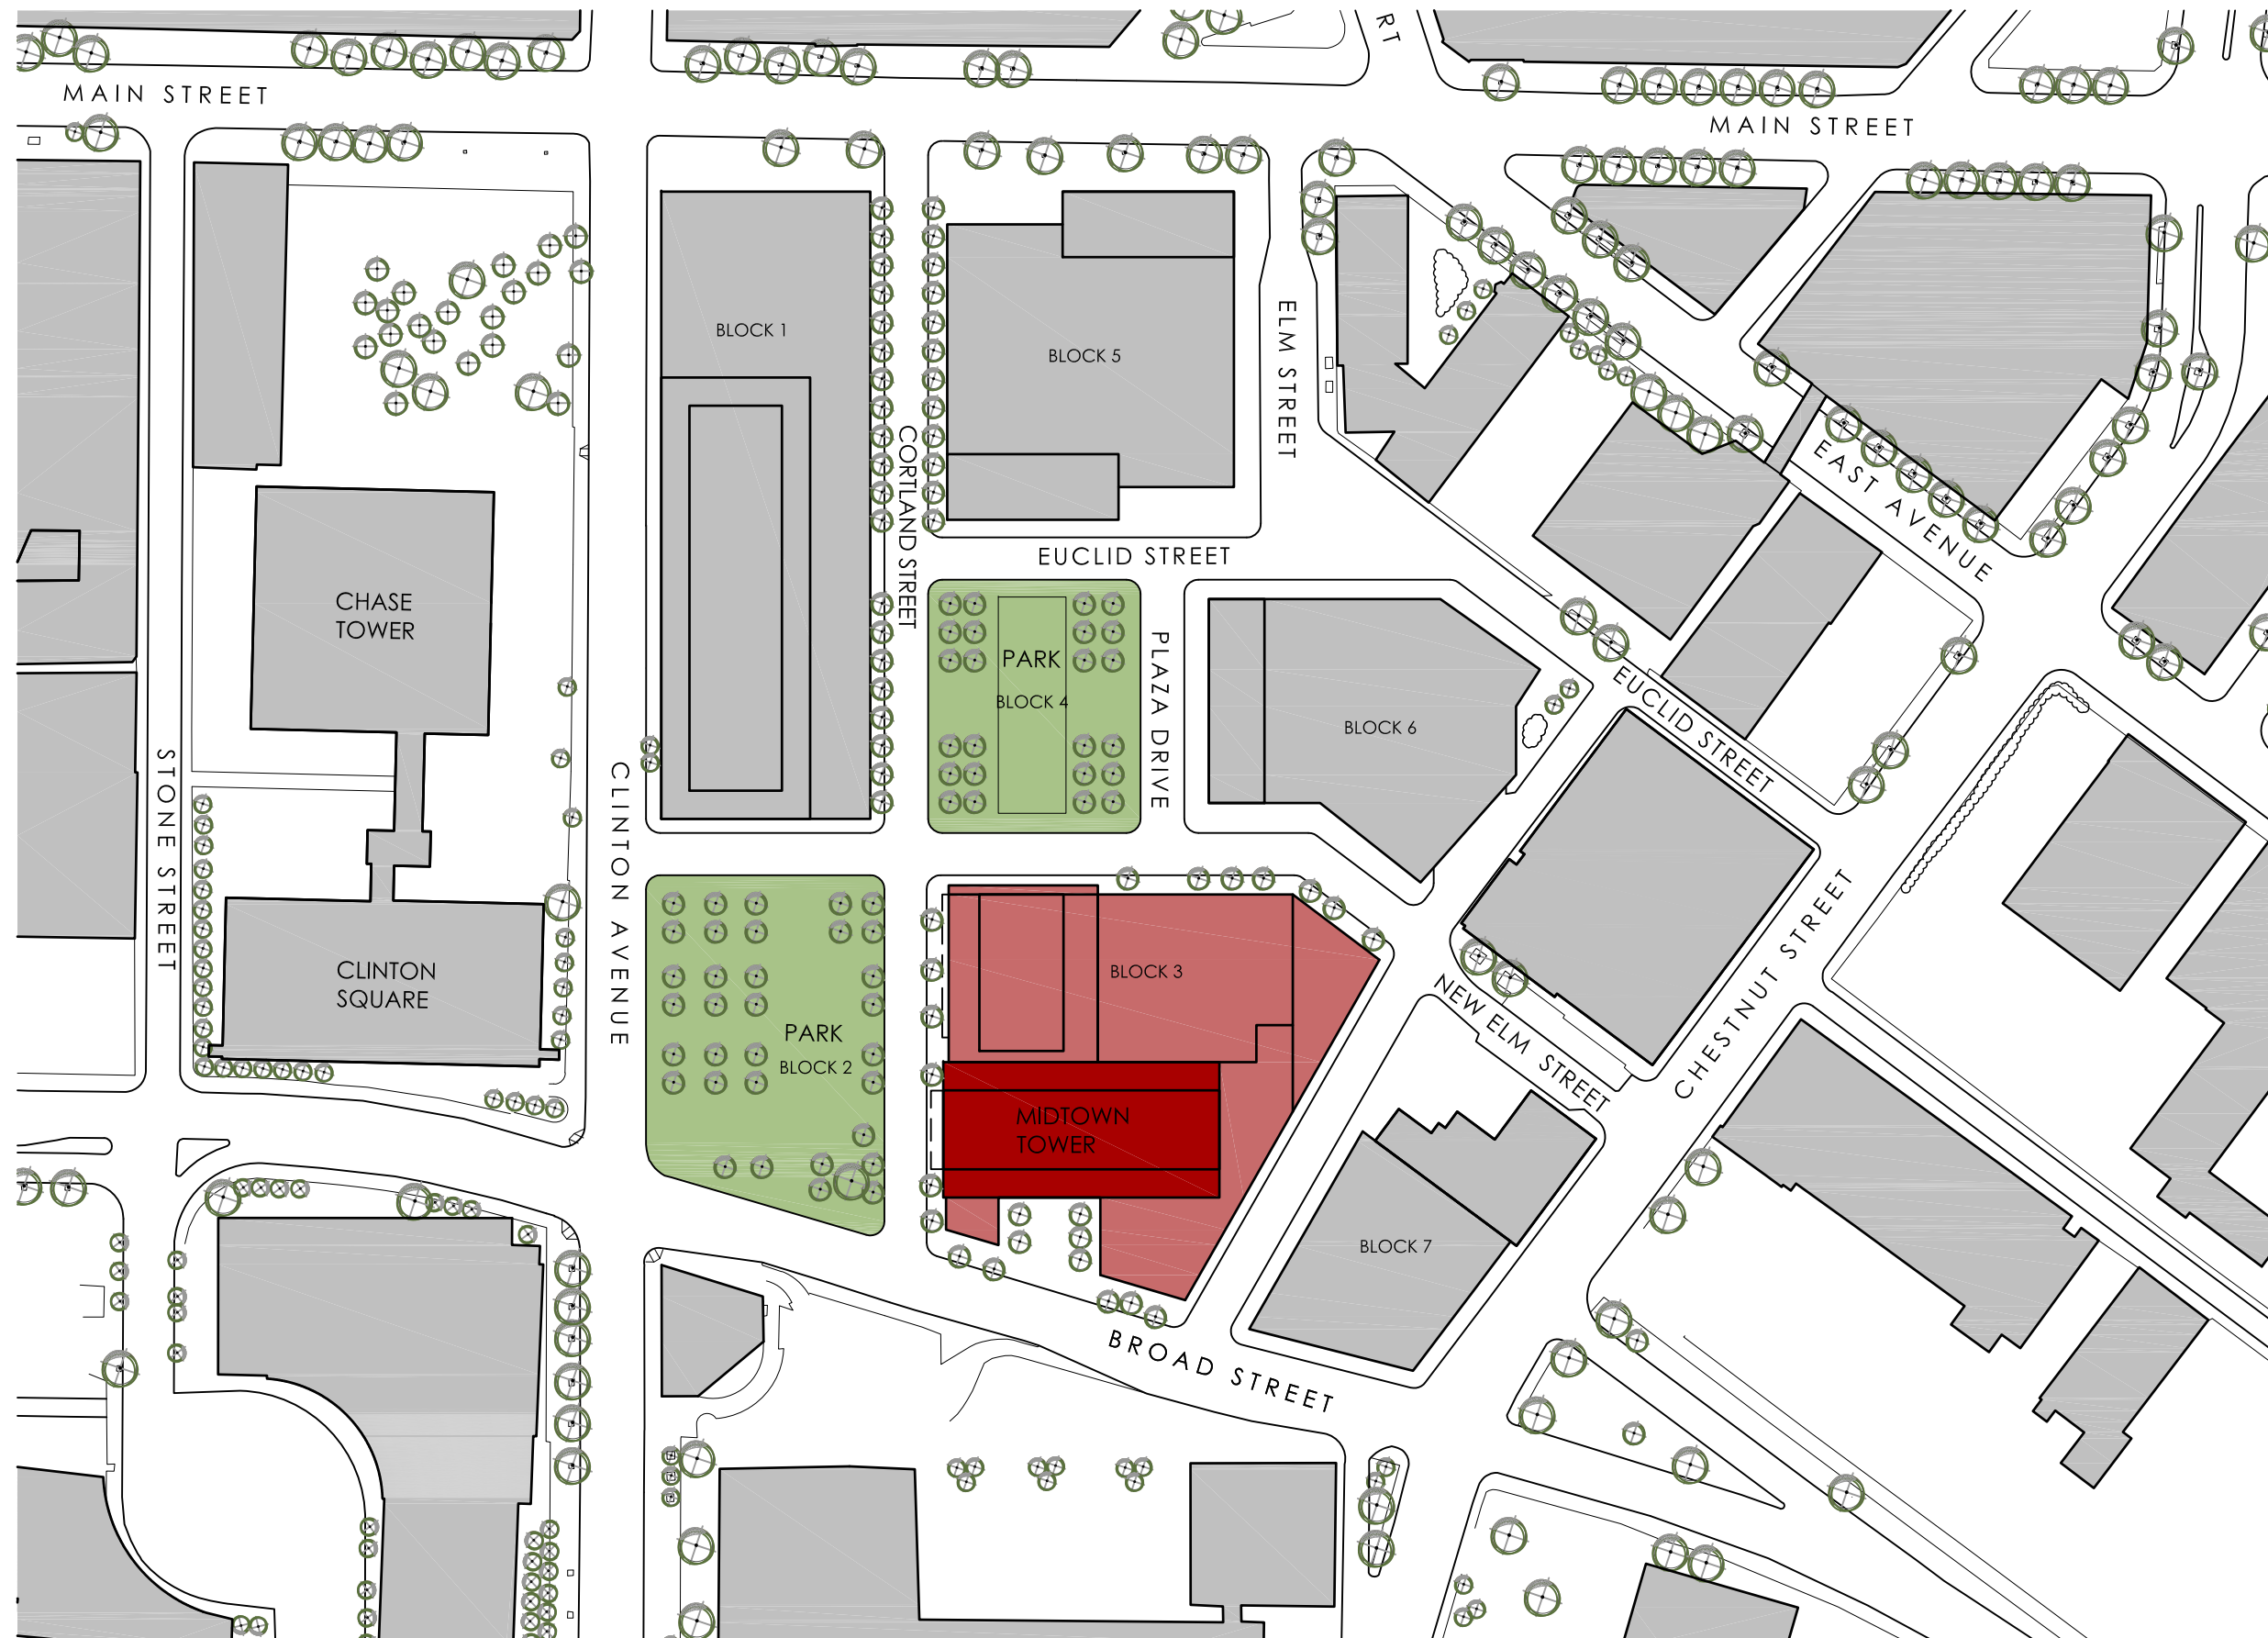 RT
MAIN STREET
MAIN STREET
BLOCK 1
BLOCK 5
ELM STREET
CORTLAND STREET
EAST AVENUE
EUCLID STREET
CHASE
TOWER
PARK
BLOCK 4
PLAZA DRIVE
BLOCK 6
EUCLID STREET
STONE STREET
CLINTON AVENUE
CLINTON
SQUARE
PARK
BLOCK 2
BLOCK 3
NEW ELM STREET
CHESTNUT STREET
MIDTOWN
TOWER
BLOCK 7
BROAD STREET